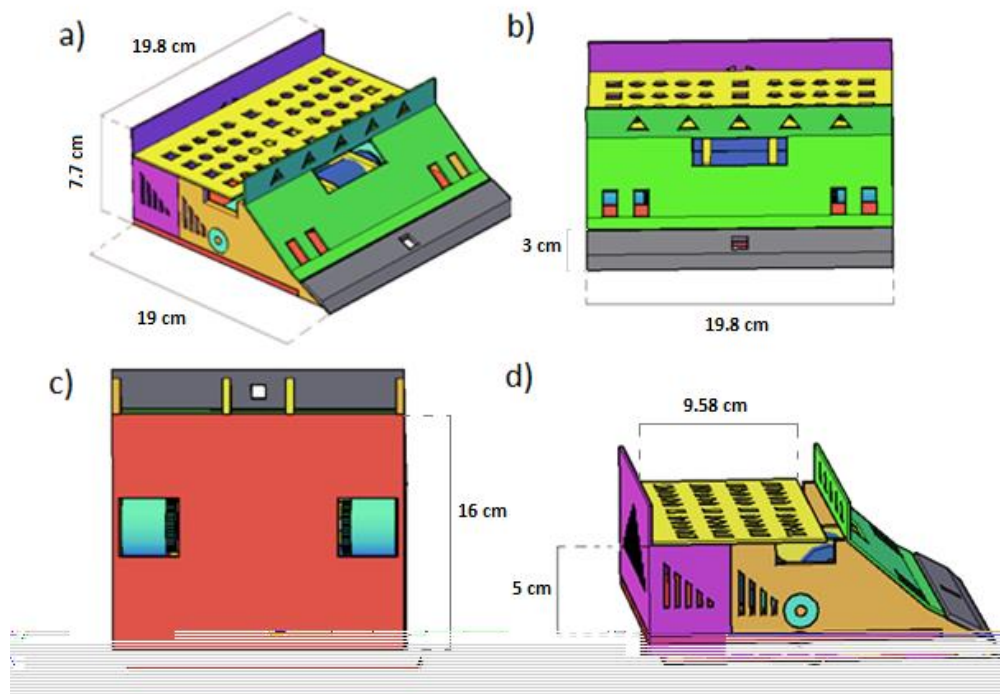 a)
19.8 cm
7.7 cm
19 cm
b)
3 cm
19.8 cm
c)
16 cm
d)
9.58 cm
5 cm